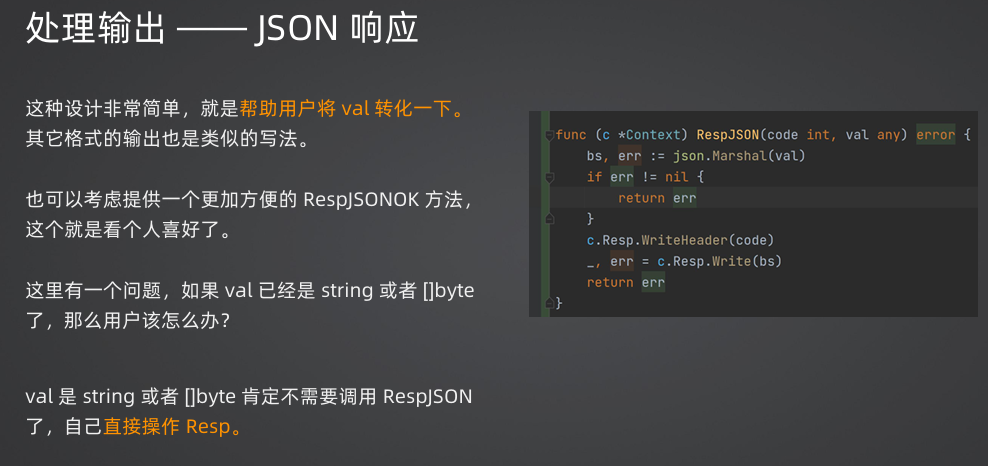 处理输出 —— JSON 响应
这种设计非常简单，就是帮助用户将 val 转化一下。
其它格式的输出也是类似的写法。
也可以考虑提供一个更加方便的 RespJSONOK 方法，
这个就是看个人喜好了。
这里有一个问题，如果 val 已经是 string 或者 []byte
了，那么用户该怎么办？
val 是 string 或者 []byte 肯定不需要调用 RespJSON
了，自己直接操作 Resp。
func (c *Context) RespJSON(code int, val any) error {
    bs, err := json.Marshal(val)
    if err != nil {
        return err
    }
    c.Resp.WriteHeader(code)
    _, err = c.Resp.Write(bs)
    return err
}